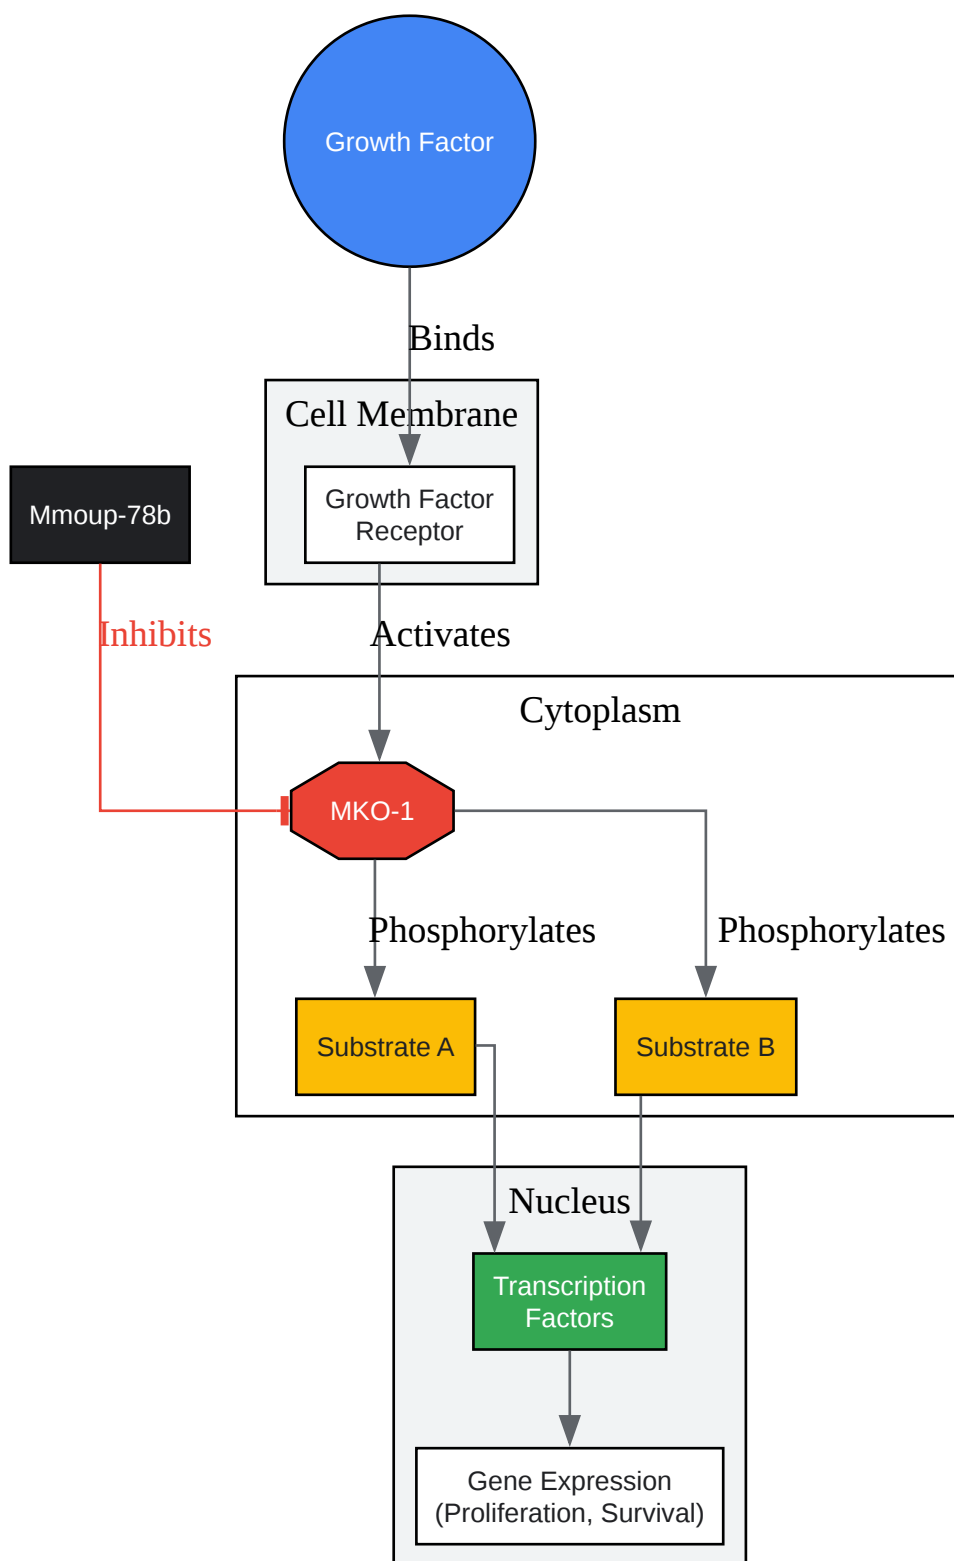 Growth Factor
Binds
Cell Membrane
Growth Factor
Receptor
Mmoup-78b
Inhibits
Activates
Cytoplasm
MKO-1
Phosphorylates
Phosphorylates
Substrate A
Substrate B
Nucleus
Transcription
Factors
Gene Expression
(Proliferation, Survival)